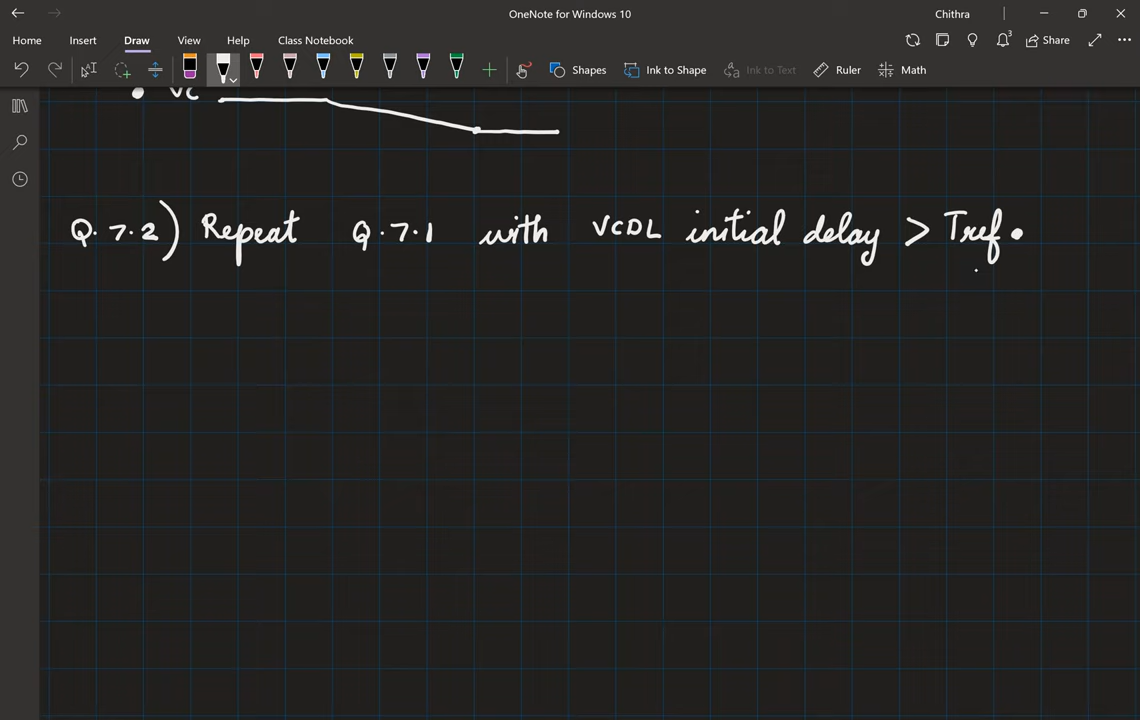 OneNote for Windows 10
Chithra
Home Insert Draw View Help Class Notebook
Share
Shapes Ink to Shape Ink to Text Ruler Math
VC
Q.7.2) Repeat Q.7.1 with VCDL initial delay > Tref.